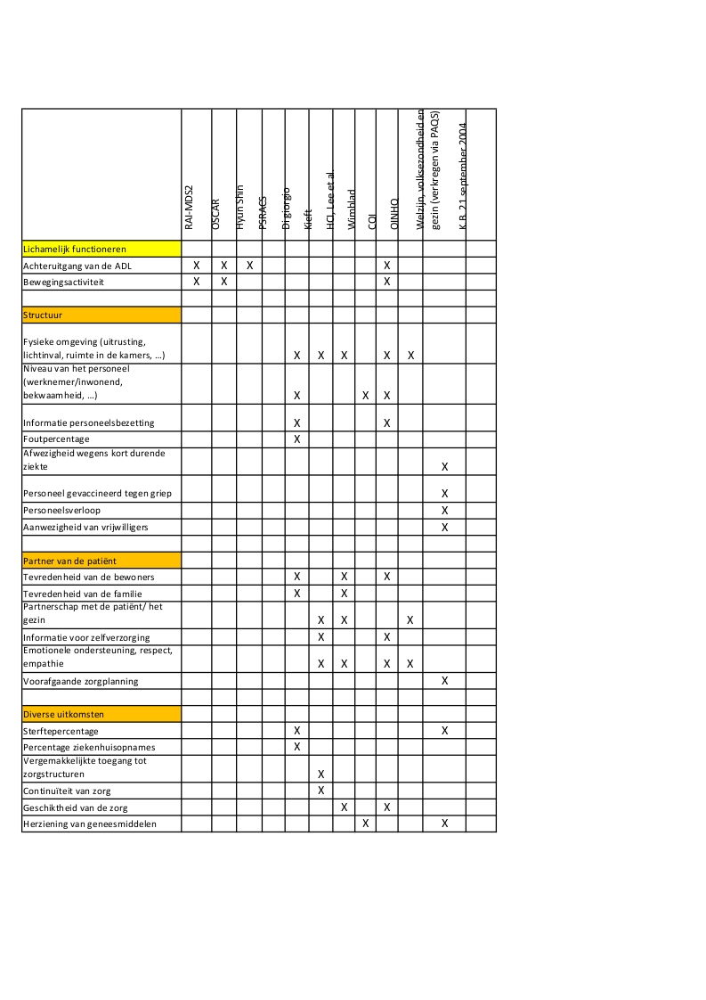 RAI-MDS2
OSCAR
Hyun Shin
PSRACS
Di giorgio
Kieft
HCI, Lee et al.
Wimblad
CQI
OINHQ
Welzijn, volksezondheid en
gezin (verkregen via PAQS)
K.B. 21 september 2004
Lichamelijk functioneren
Achteruitgang van de ADL X X X X
Bewegingsactiviteit X X X
Structuur
Fysieke omgeving (uitrusting,
lichtinval, ruimte in de kamers, ...) X X X X X
Niveau van het personeel
(werknemer/inwonend,
bekwaamheid, ...) X X X
Informatie personeelsbezetting X X
Foutpercentage X
Afwezigheid wegens kort durende
ziekte X
Personeel gevaccineerd tegen griep X
Personeelsverloop X
Aanwezigheid van vrijwilligers X
Partner van de patiënt
Tevredenheid van de bewoners X X X
Tevredenheid van de familie X X
Partnerschap met de patiënt/ het
gezin X X X
Informatie voor zelfverzorging X X
Emotionele ondersteuning, respect,
empathie X X X X
Voorafgaande zorgplanning X
Diverse uitkomsten
Sterftepercentage X X
Percentage ziekenhuisopnames X
Vergemakkelijkte toegang tot
zorgstructuren X
Continuïteit van zorg X
Geschiktheid van de zorg X X
Herziening van geneesmiddelen X X